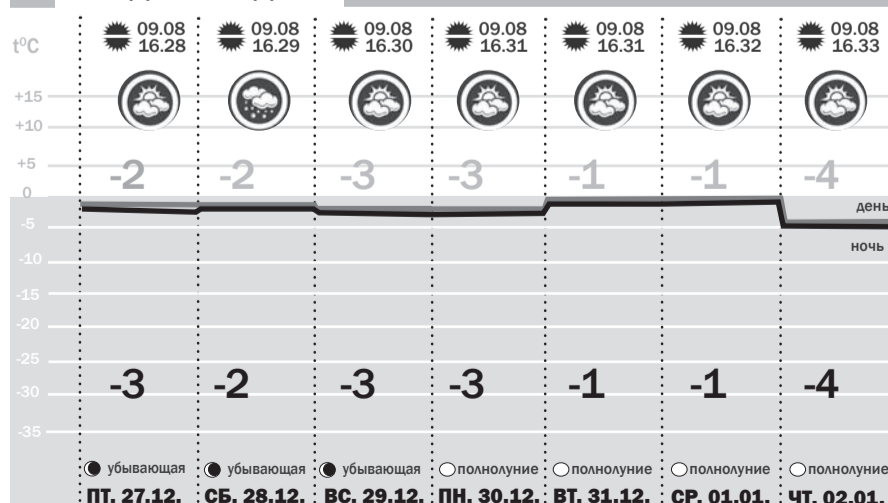 09.08 09.08 09.08 09.08 09.08 09.08 09.08
16.28 16.29 16.30 16.31 16.31 16.32 16.33
t⁰C
+15
+10
+5
-2 -2 -3 -3 -1 -1 -4
0
день
-5
ночь
-10
-15
-20
-25
-3 -2 -3 -3 -1 -1 -4
-30
-35
убывающая убывающая убывающая полнолуние полнолуние полнолуние полнолуние
ПТ. 27.12. СБ. 28.12. ВС. 29.12. ПН. 30.12. ВТ. 31.12. СР. 01.01. ЧТ. 02.01.